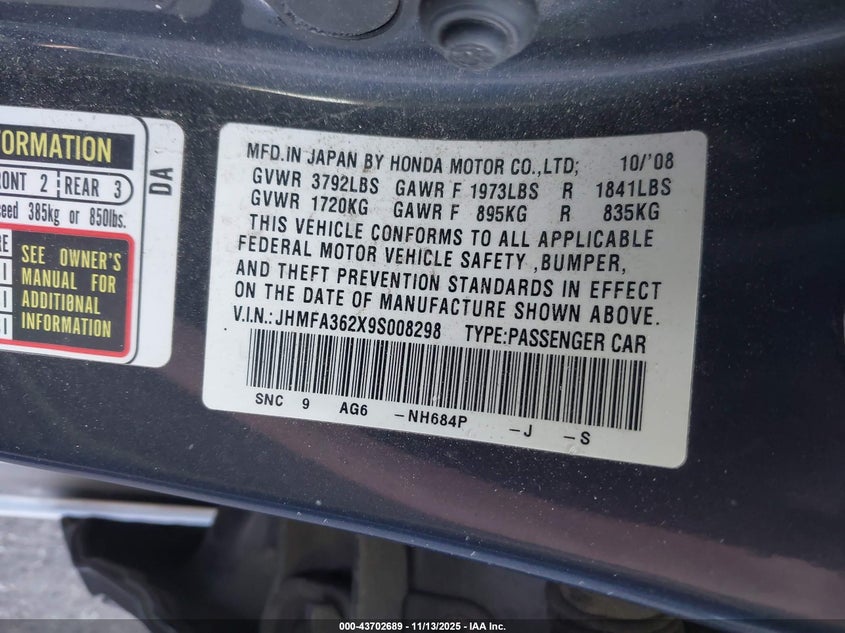 FORMATION
RONT 2 REAR 3
ceed 385kg or 850lbs.
RE
SEE OWNER'S
MANUAL FOR
ADDITIONAL
INFORMATION
DA
MFD.IN JAPAN BY HONDA MOTOR CO.,LTD; 10/'08
GVWR 3792LBS GAWR F 1973LBS R 1841LBS
GVWR 1720KG GAWR F 895KG R 835KG
THIS VEHICLE CONFORMS TO ALL APPLICABLE
FEDERAL MOTOR VEHICLE SAFETY ,BUMPER,
AND THEFT PREVENTION STANDARDS IN EFFECT
ON THE DATE OF MANUFACTURE SHOWN ABOVE.
V.I.N.:JHMFA362X9S008298 TYPE:PASSENGER CAR
SNC 9 AG6 -NH684P -J -S
000-43702689 - 11/13/2025 - IAA Inc.